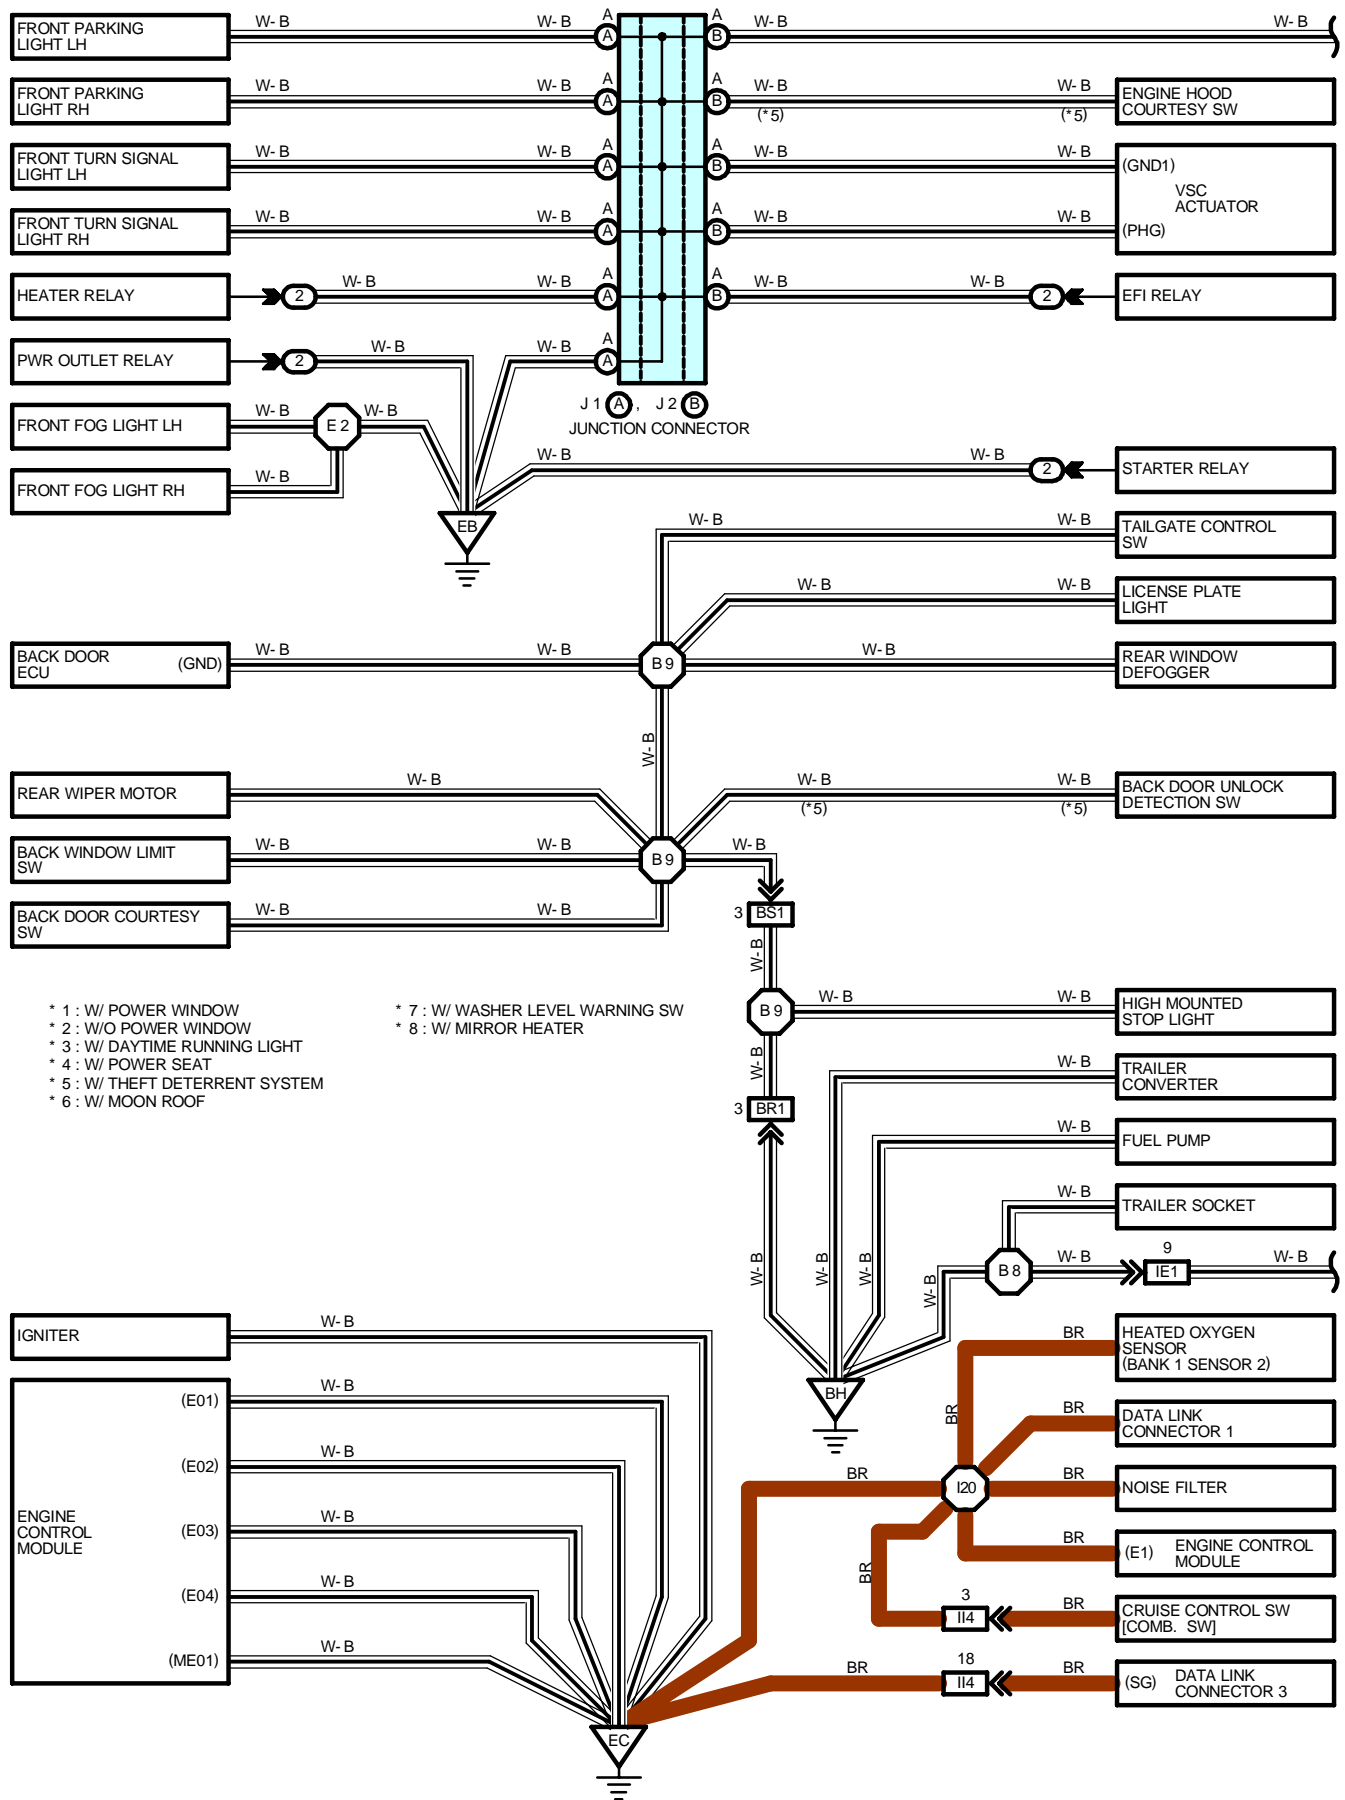 FRONT PARKING
LIGHT LH
W-B
W-B
A
A
A
B
W-B
W-B
FRONT PARKING
LIGHT RH
W-B
W-B
A
A
A
B
W-B
(*5)
W-B
(*5)
ENGINE HOOD
COURTESY SW
FRONT TURN SIGNAL
LIGHT LH
W-B
W-B
A
A
A
B
W-B
W-B
(GND1)
VSC
ACTUATOR
FRONT TURN SIGNAL
LIGHT RH
W-B
W-B
A
A
A
B
W-B
W-B
(PHG)
HEATER RELAY
2
W-B
W-B
A
A
A
B
W-B
W-B
2
EFI RELAY
PWR OUTLET RELAY
2
W-B
W-B
A
A
J1 A , J2 B
JUNCTION CONNECTOR
FRONT FOG LIGHT LH
W-B
E2
W-B
FRONT FOG LIGHT RH
W-B
W-B
W-B
2
STARTER RELAY
EB
W-B
W-B
TAILGATE CONTROL
SW
W-B
W-B
LICENSE PLATE
LIGHT
BACK DOOR
ECU
(GND)
W-B
W-B
B9
W-B
REAR WINDOW
DEFOGGER
W-B
REAR WIPER MOTOR
W-B
W-B
(*5)
W-B
(*5)
BACK DOOR UNLOCK
DETECTION SW
BACK WINDOW LIMIT
SW
W-B
W-B
B9
W-B
BACK DOOR COURTESY
SW
W-B
W-B
3
BS1
W-B
* 1 : W/ POWER WINDOW
* 2 : W/O POWER WINDOW
* 3 : W/ DAYTIME RUNNING LIGHT
* 4 : W/ POWER SEAT
* 5 : W/ THEFT DETERRENT SYSTEM
* 6 : W/ MOON ROOF
* 7 : W/ WASHER LEVEL WARNING SW
* 8 : W/ MIRROR HEATER
B9
W-B
W-B
HIGH MOUNTED
STOP LIGHT
W-B
3
BR1
W-B
TRAILER
CONVERTER
W-B
FUEL PUMP
W-B
TRAILER SOCKET
W-B
W-B
W-B
W-B
B8
W-B
9
IE1
W-B
BH
IGNITER
W-B
ENGINE
CONTROL
MODULE
(E01)
W-B
(E02)
W-B
(E03)
W-B
(E04)
W-B
(ME01)
W-B
EC
BR
HEATED OXYGEN
SENSOR
(BANK 1 SENSOR 2)
BR
BR
DATA LINK
CONNECTOR 1
BR
I20
BR
NOISE FILTER
BR
(E1)
ENGINE CONTROL
MODULE
BR
3
II4
BR
CRUISE CONTROL SW
[COMB. SW]
BR
18
II4
BR
(SG)
DATA LINK
CONNECTOR 3